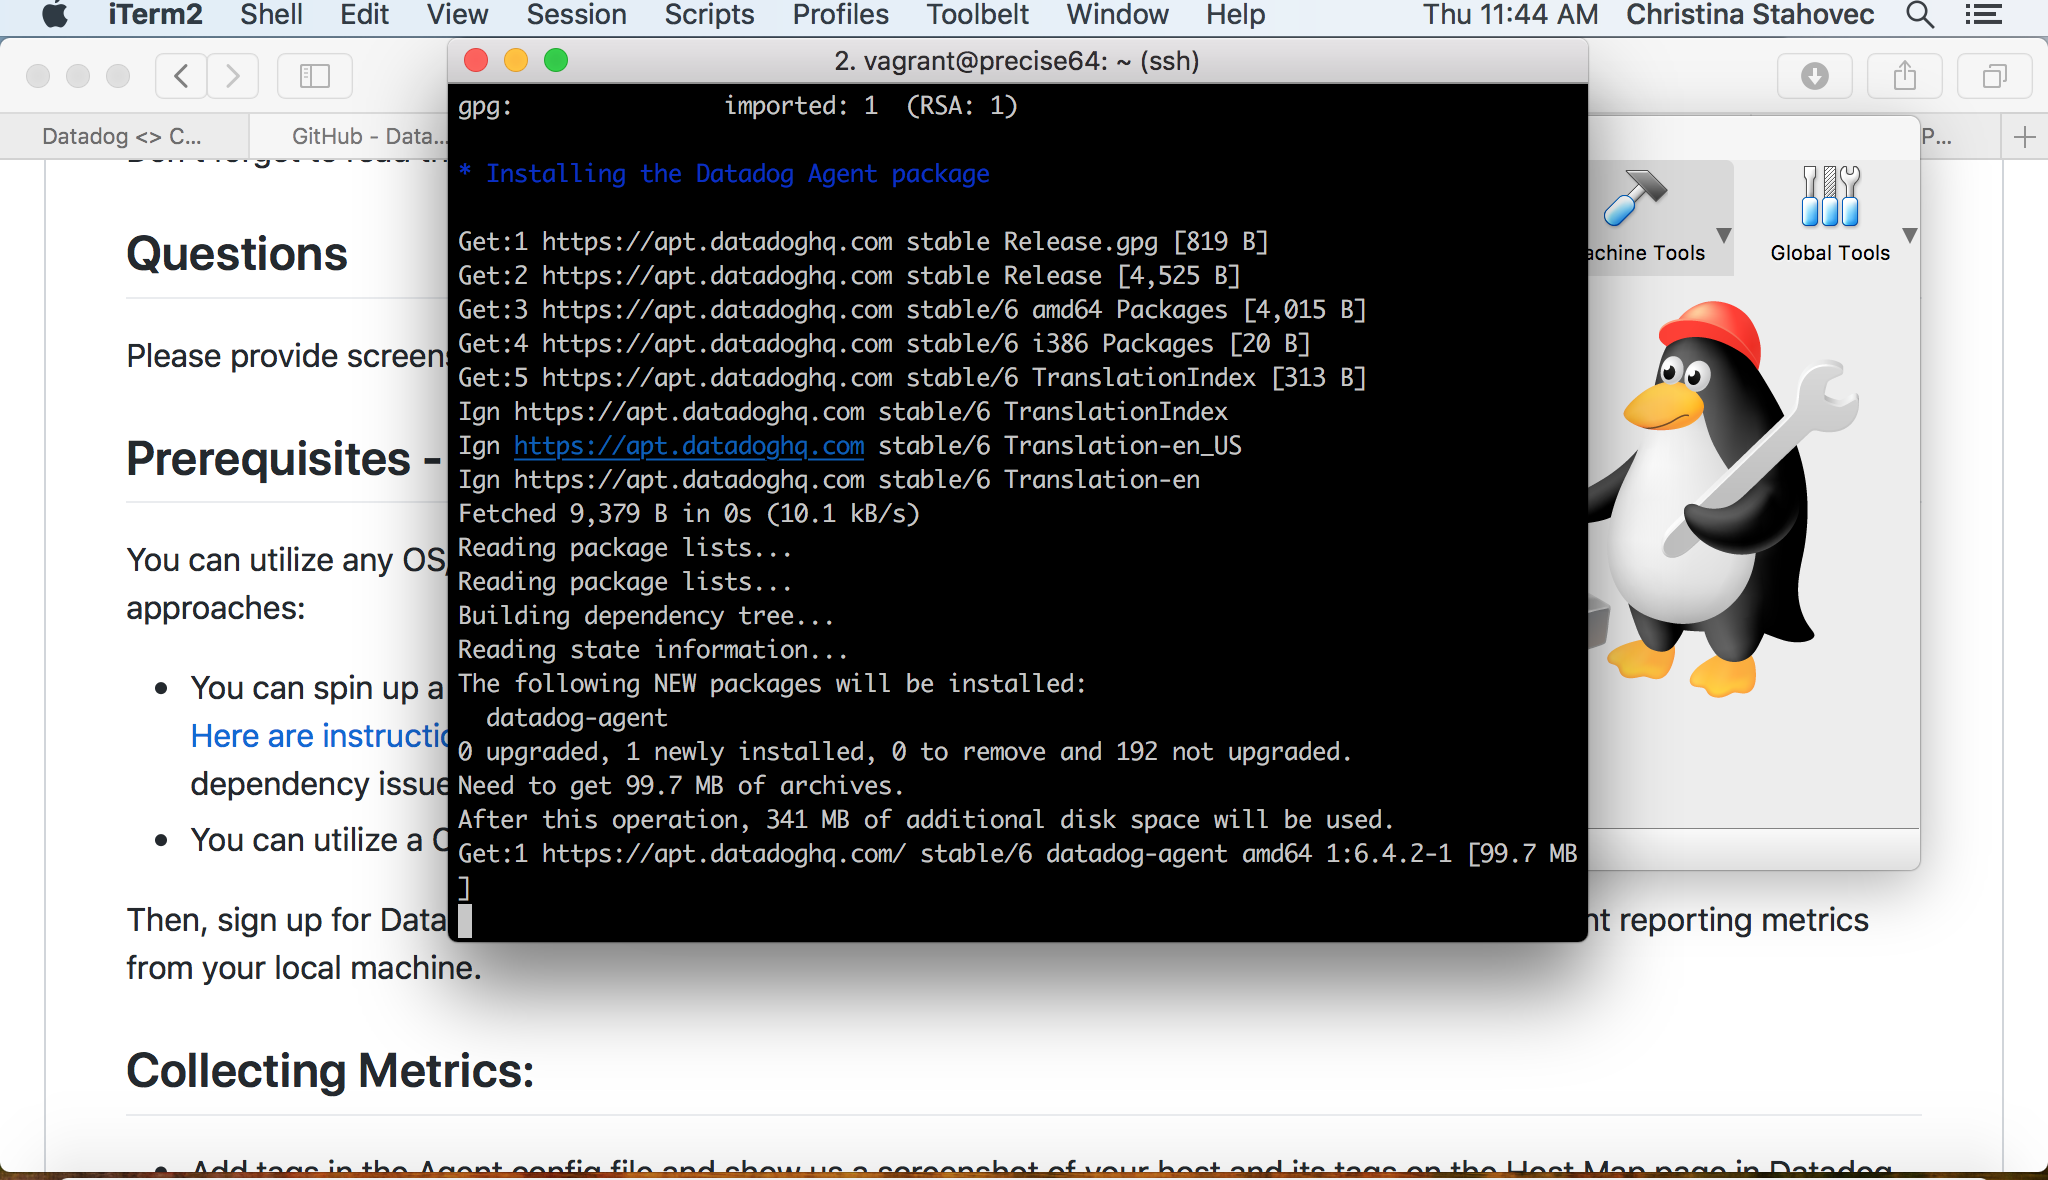 iTerm2 Shell Edit View Session Scripts Profiles Toolbelt Window Help Thu 11:44 AM Christina Stahovec
2. vagrant@precise64: ~ (ssh)
Datadog <> C... GitHub - Data... P...
gpg: imported: 1 (RSA: 1)
* Installing the Datadog Agent package
Get:1 https://apt.datadoghq.com stable Release.gpg [819 B]
Get:2 https://apt.datadoghq.com stable Release [4,525 B]
Get:3 https://apt.datadoghq.com stable/6 amd64 Packages [4,015 B]
Get:4 https://apt.datadoghq.com stable/6 i386 Packages [20 B]
Get:5 https://apt.datadoghq.com stable/6 TranslationIndex [313 B]
Ign https://apt.datadoghq.com stable/6 TranslationIndex
Ign https://apt.datadoghq.com stable/6 Translation-en_US
Ign https://apt.datadoghq.com stable/6 Translation-en
Fetched 9,379 B in 0s (10.1 kB/s)
Reading package lists...
Reading package lists...
Building dependency tree...
Reading state information...
The following NEW packages will be installed:
datadog-agent
0 upgraded, 1 newly installed, 0 to remove and 192 not upgraded.
Need to get 99.7 MB of archives.
After this operation, 341 MB of additional disk space will be used.
Get:1 https://apt.datadoghq.com/ stable/6 datadog-agent amd64 1:6.4.2-1 [99.7 MB
]
achine Tools
Global Tools
Don't forget to read th
Questions
Please provide screens
Prerequisites -
You can utilize any OS/
approaches:
• You can spin up a
Here are instructio
dependency issue
• You can utilize a C
Then, sign up for Data
nt reporting metrics
from your local machine.
Collecting Metrics:
• Add tags in the Agent config file and show us a screenshot of your host and its tags on the Host Map page in Datadog